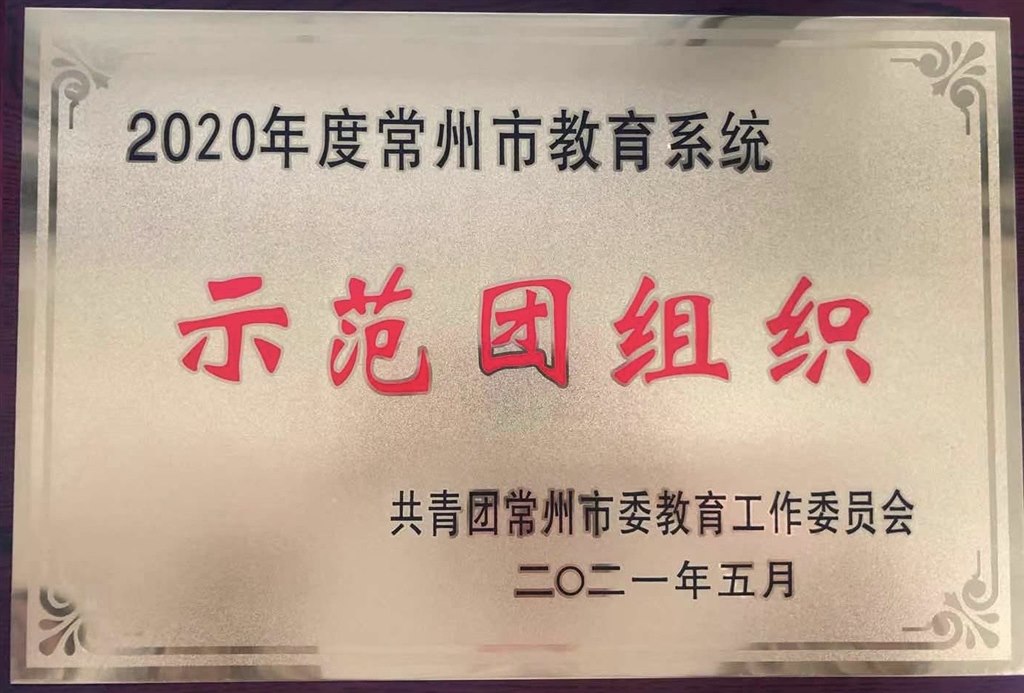 2020年度常州市教育系统
示范团组织
共青团常州市委教育工作委员会
二〇二一年五月